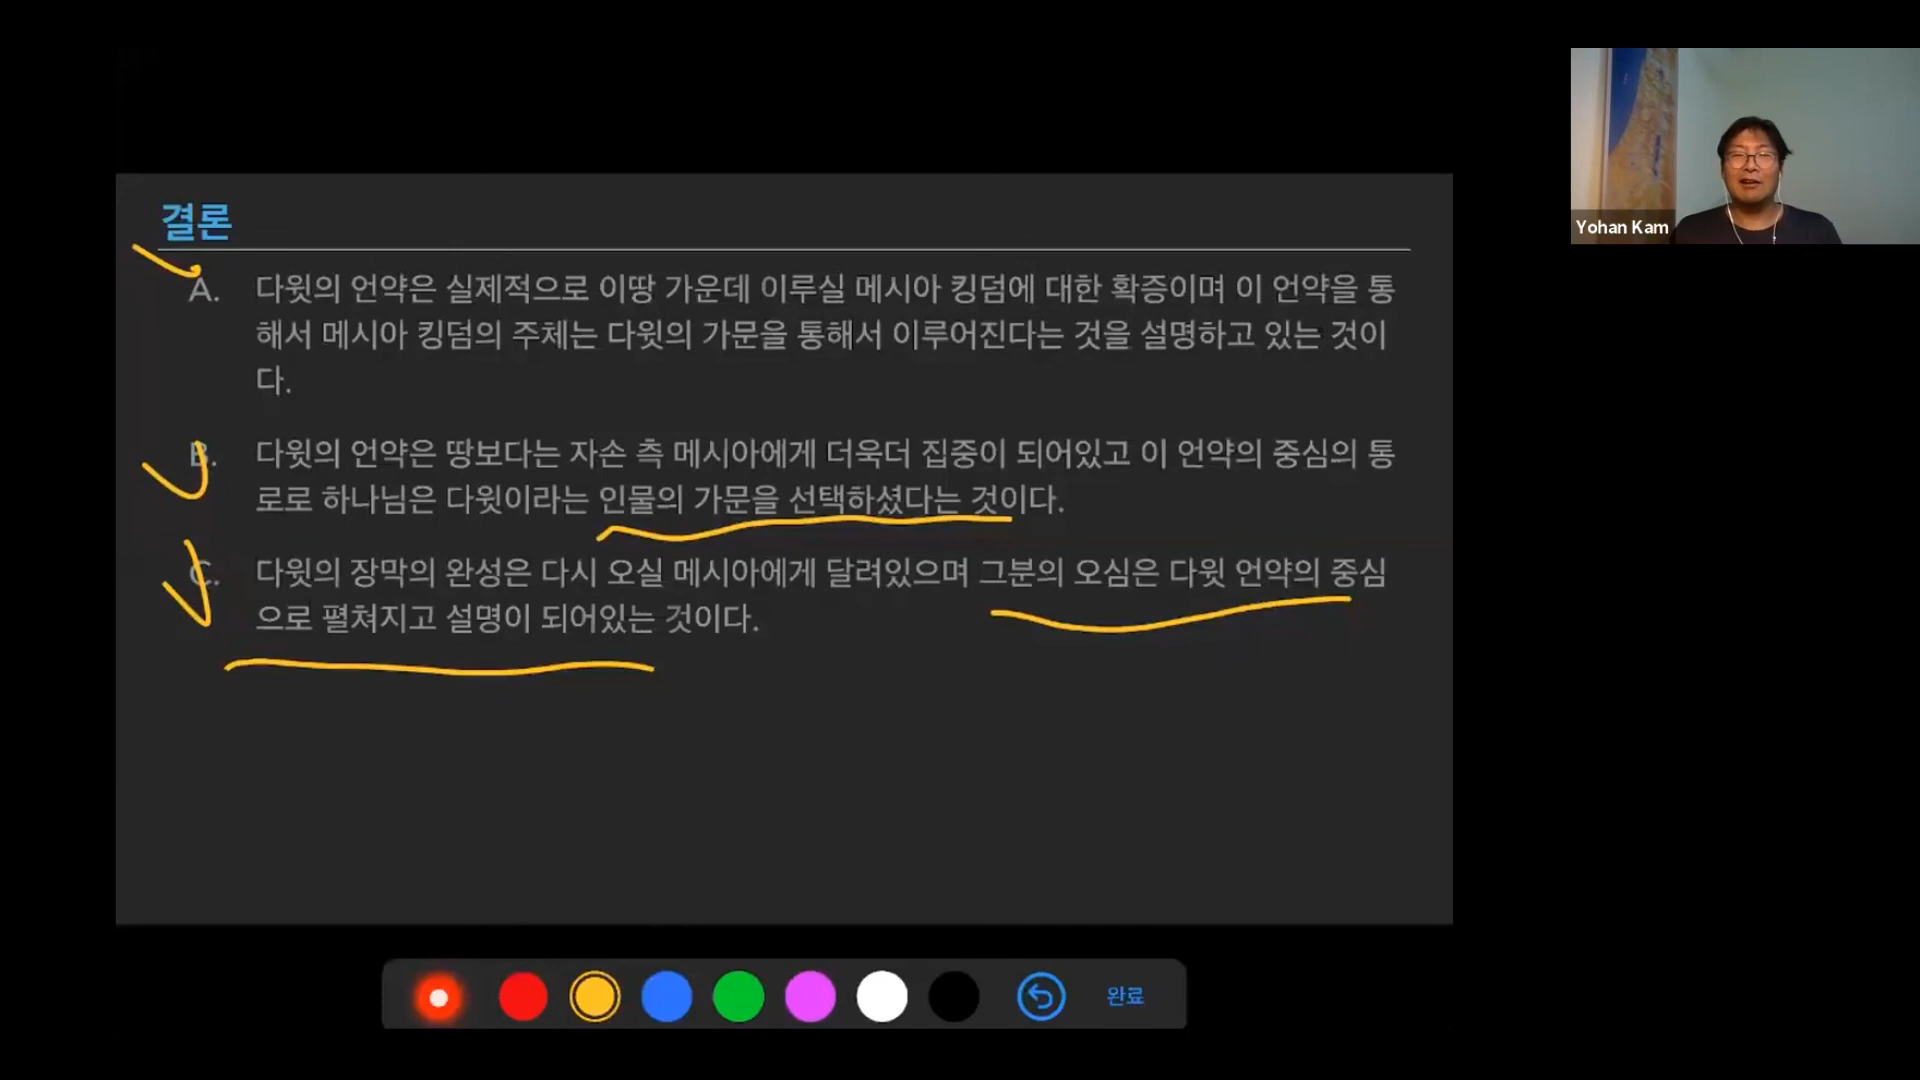 결론
A. 다윗의 언약은 실제적으로 이땅 가운데 이루실 메시아 킹덤에 대한 확증이며 이 언약을 통
해서 메시아 킹덤의 주체는 다윗의 가문을 통해서 이루어진다는 것을 설명하고 있는 것이
다.
B. 다윗의 언약은 땅보다는 자손 측 메시아에게 더욱더 집중이 되어있고 이 언약의 중심의 통
로로 하나님은 다윗이라는 인물의 가문을 선택하셨다는 것이다.
C. 다윗의 장막의 완성은 다시 오실 메시아에게 달려있으며 그분의 오심은 다윗 언약의 중심
으로 펼쳐지고 설명이 되어있는 것이다.
완료
Yohan Kam